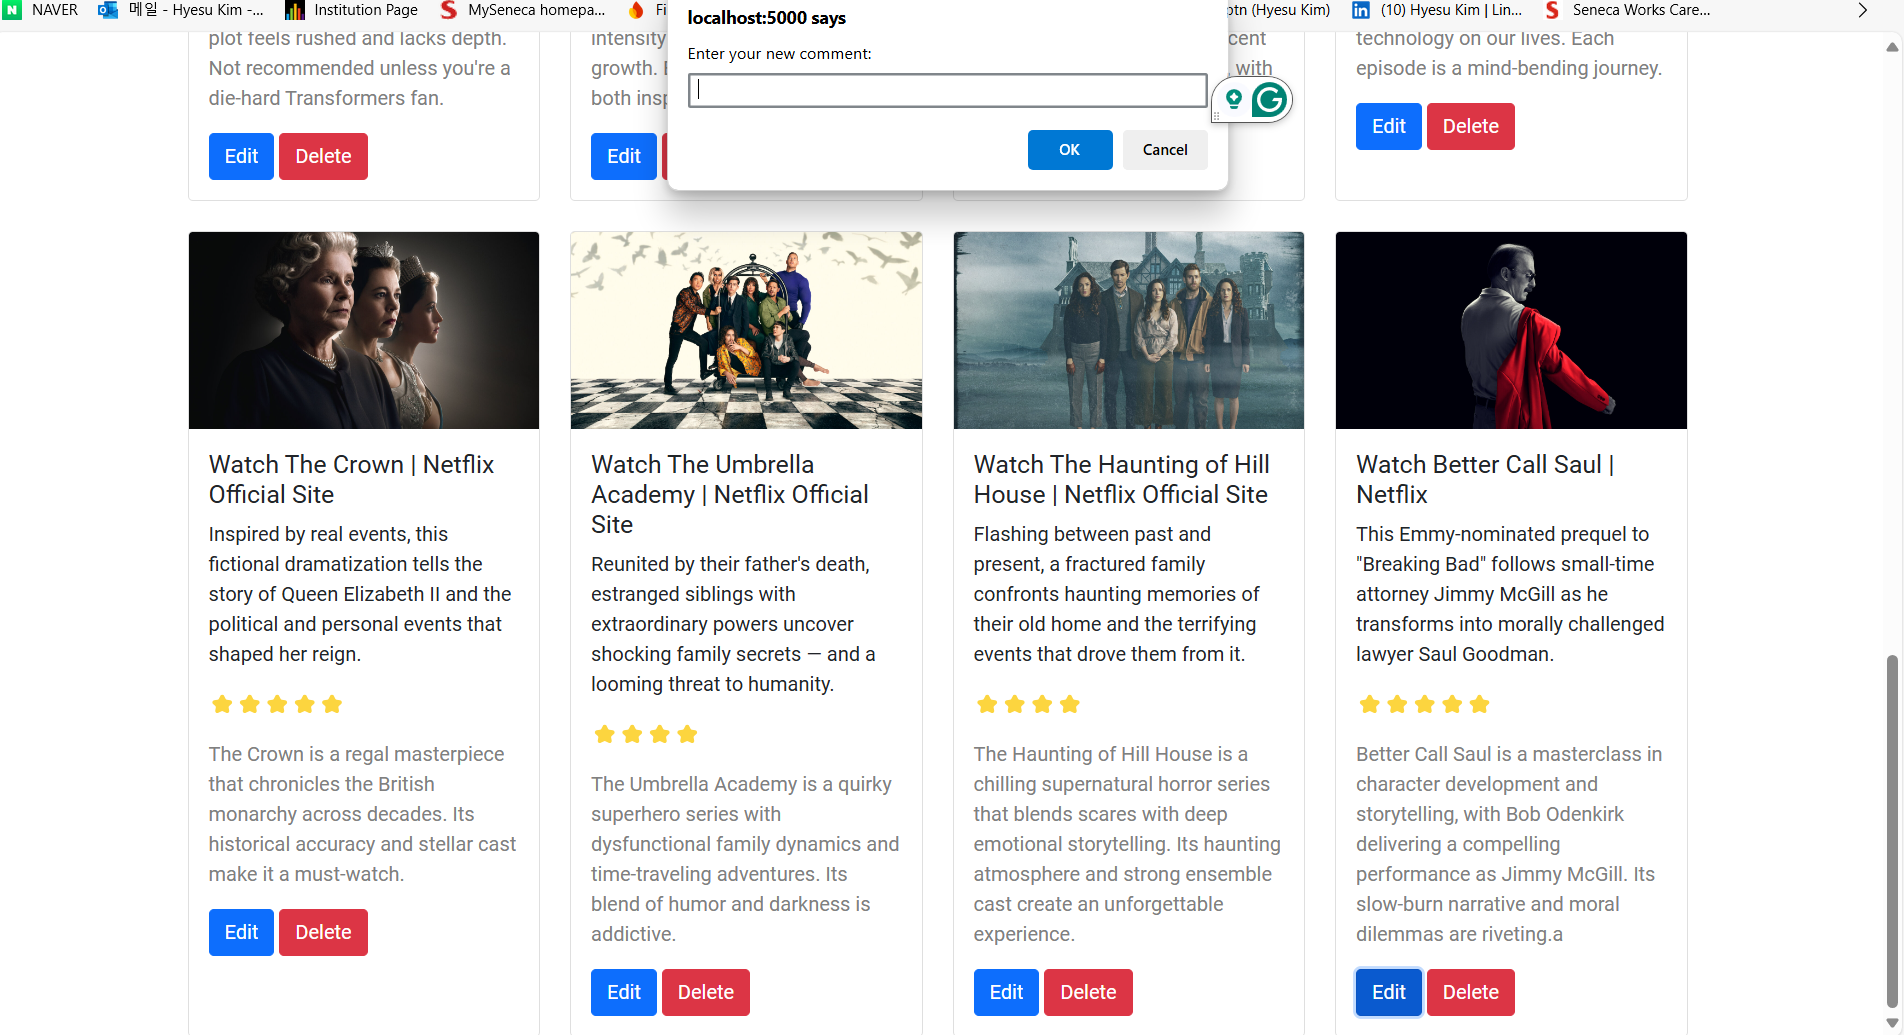 NAVER
메일 - Hyesu Kim -...
Institution Page
MySeneca homepa...
Fi
ptn (Hyesu Kim)
(10) Hyesu Kim | Lin...
Seneca Works Care...
localhost:5000 says
Enter your new comment:
OK
Cancel
plot feels rushed and lacks depth.
Not recommended unless you're a
die-hard Transformers fan.
Edit
Delete
intensity
growth.
both insp
Edit
cent
with
technology on our lives. Each
episode is a mind-bending journey.
Edit
Delete
Watch The Crown | Netflix
Official Site
Inspired by real events, this
fictional dramatization tells the
story of Queen Elizabeth II and the
political and personal events that
shaped her reign.
The Crown is a regal masterpiece
that chronicles the British
monarchy across decades. Its
historical accuracy and stellar cast
make it a must-watch.
Edit
Delete
Watch The Umbrella
Academy | Netflix Official
Site
Reunited by their father's death,
estranged siblings with
extraordinary powers uncover
shocking family secrets — and a
looming threat to humanity.
The Umbrella Academy is a quirky
superhero series with
dysfunctional family dynamics and
time-traveling adventures. Its
blend of humor and darkness is
addictive.
Edit
Delete
Watch The Haunting of Hill
House | Netflix Official Site
Flashing between past and
present, a fractured family
confronts haunting memories of
their old home and the terrifying
events that drove them from it.
The Haunting of Hill House is a
chilling supernatural horror series
that blends scares with deep
emotional storytelling. Its haunting
atmosphere and strong ensemble
cast create an unforgettable
experience.
Edit
Delete
Watch Better Call Saul |
Netflix
This Emmy-nominated prequel to
"Breaking Bad" follows small-time
attorney Jimmy McGill as he
transforms into morally challenged
lawyer Saul Goodman.
Better Call Saul is a masterclass in
character development and
storytelling, with Bob Odenkirk
delivering a compelling
performance as Jimmy McGill. Its
slow-burn narrative and moral
dilemmas are riveting.a
Edit
Delete